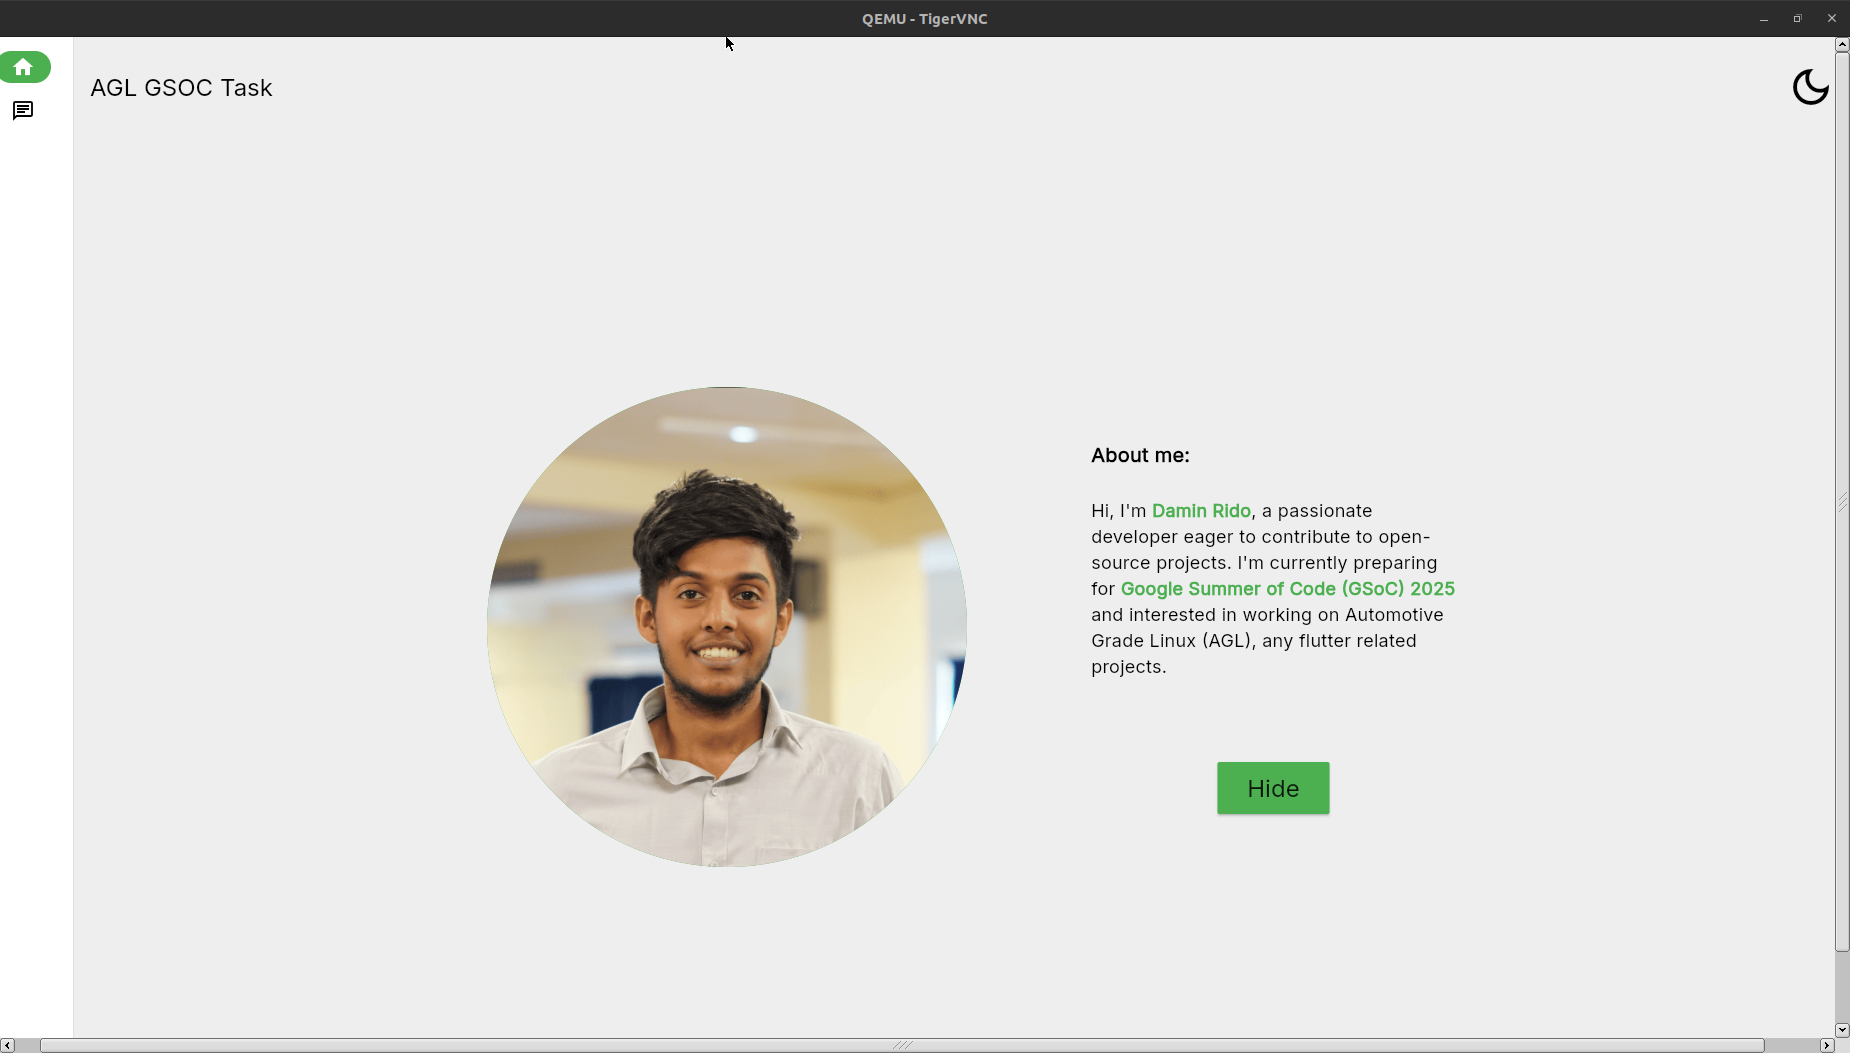 QEMU - TigerVNC
AGL GSOC Task
About me:
Hi, I'm Damin Rido, a passionate
developer eager to contribute to open-
source projects. I'm currently preparing
for Google Summer of Code (GSoC) 2025
and interested in working on Automotive
Grade Linux (AGL), any flutter related
projects.
Hide